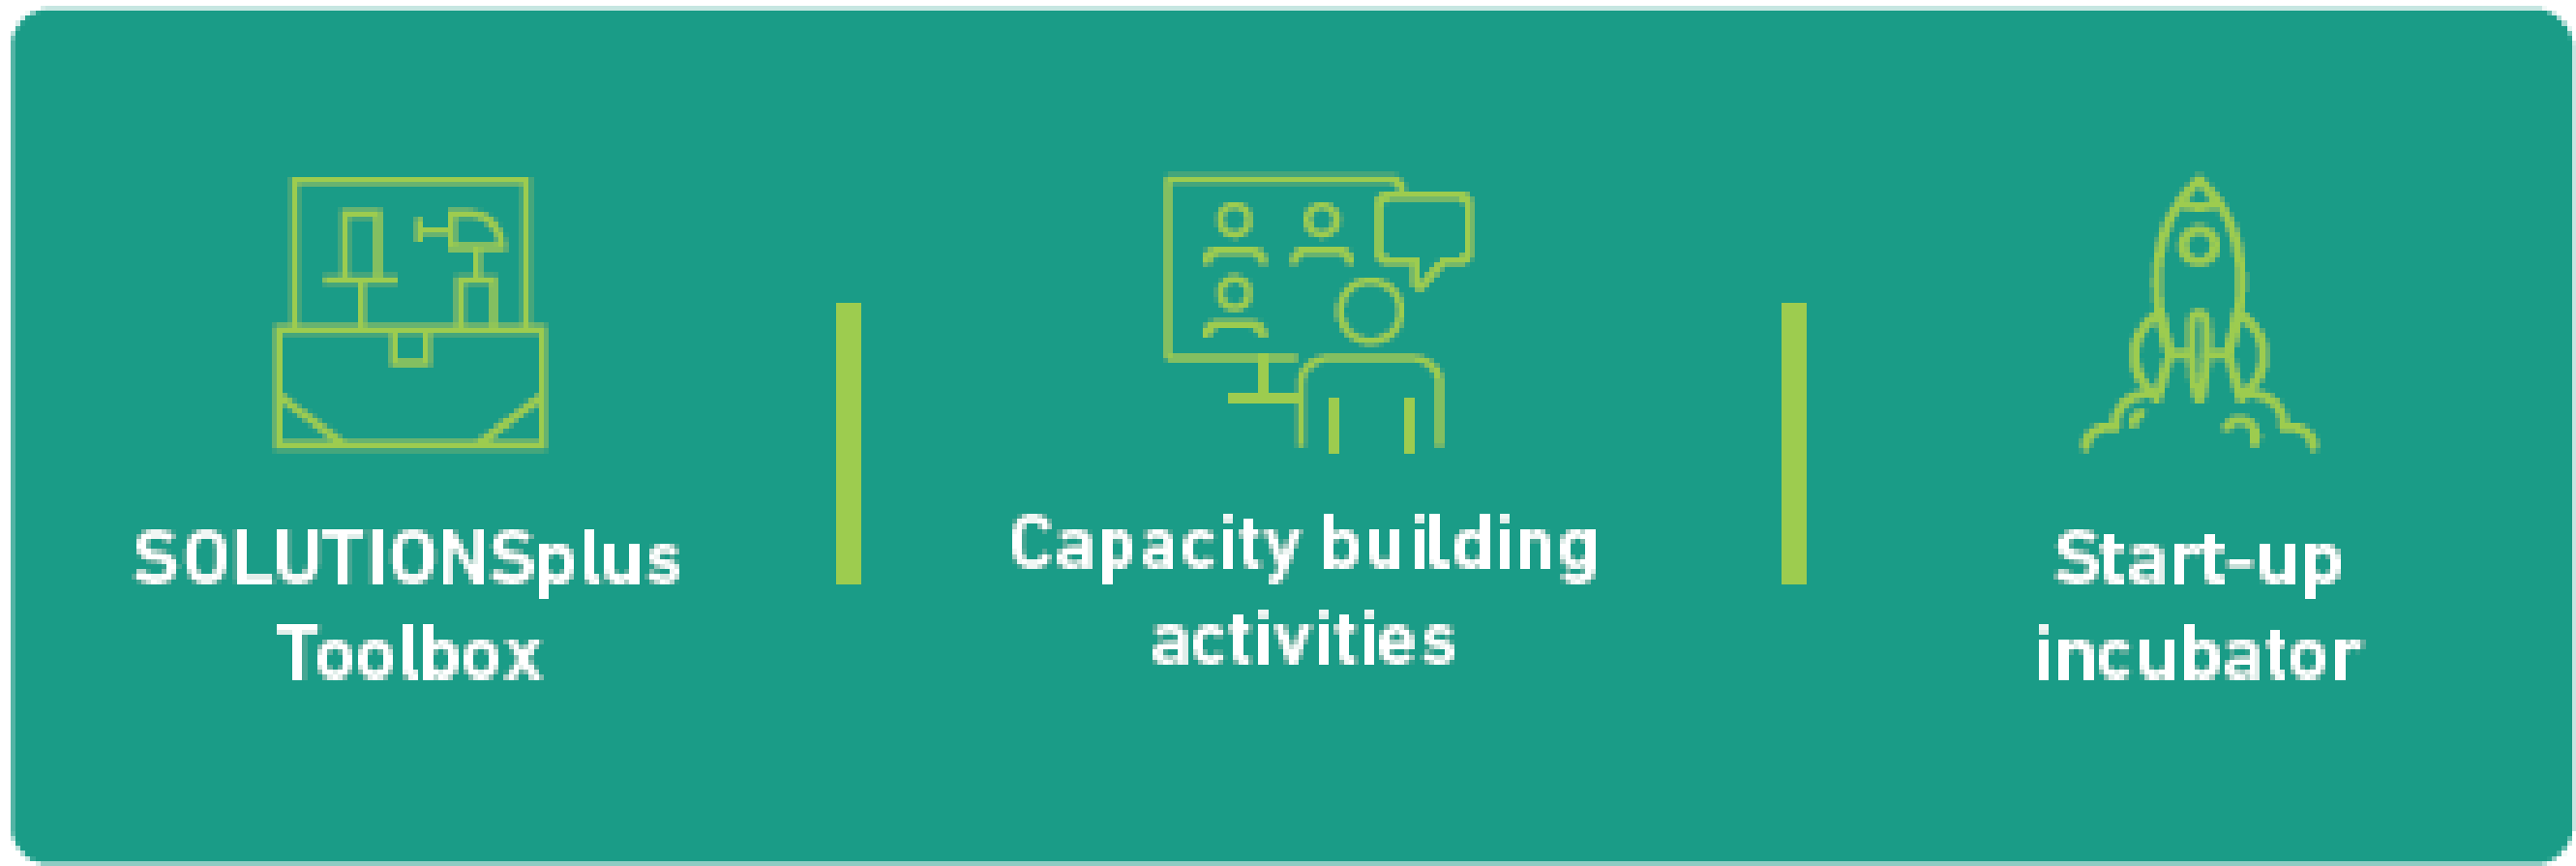 SOLUTIONSplus
Toolbox
Capacity building
activities
Start-up
incubator